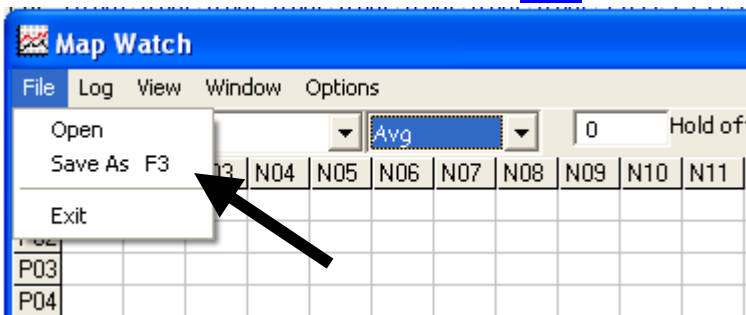 Map Watch
File Log View Window Options
Open Avg 0 Hold of
Save As F3
N04 N05 N06 N07 N08 N09 N10 N11
Exit
P03
P04